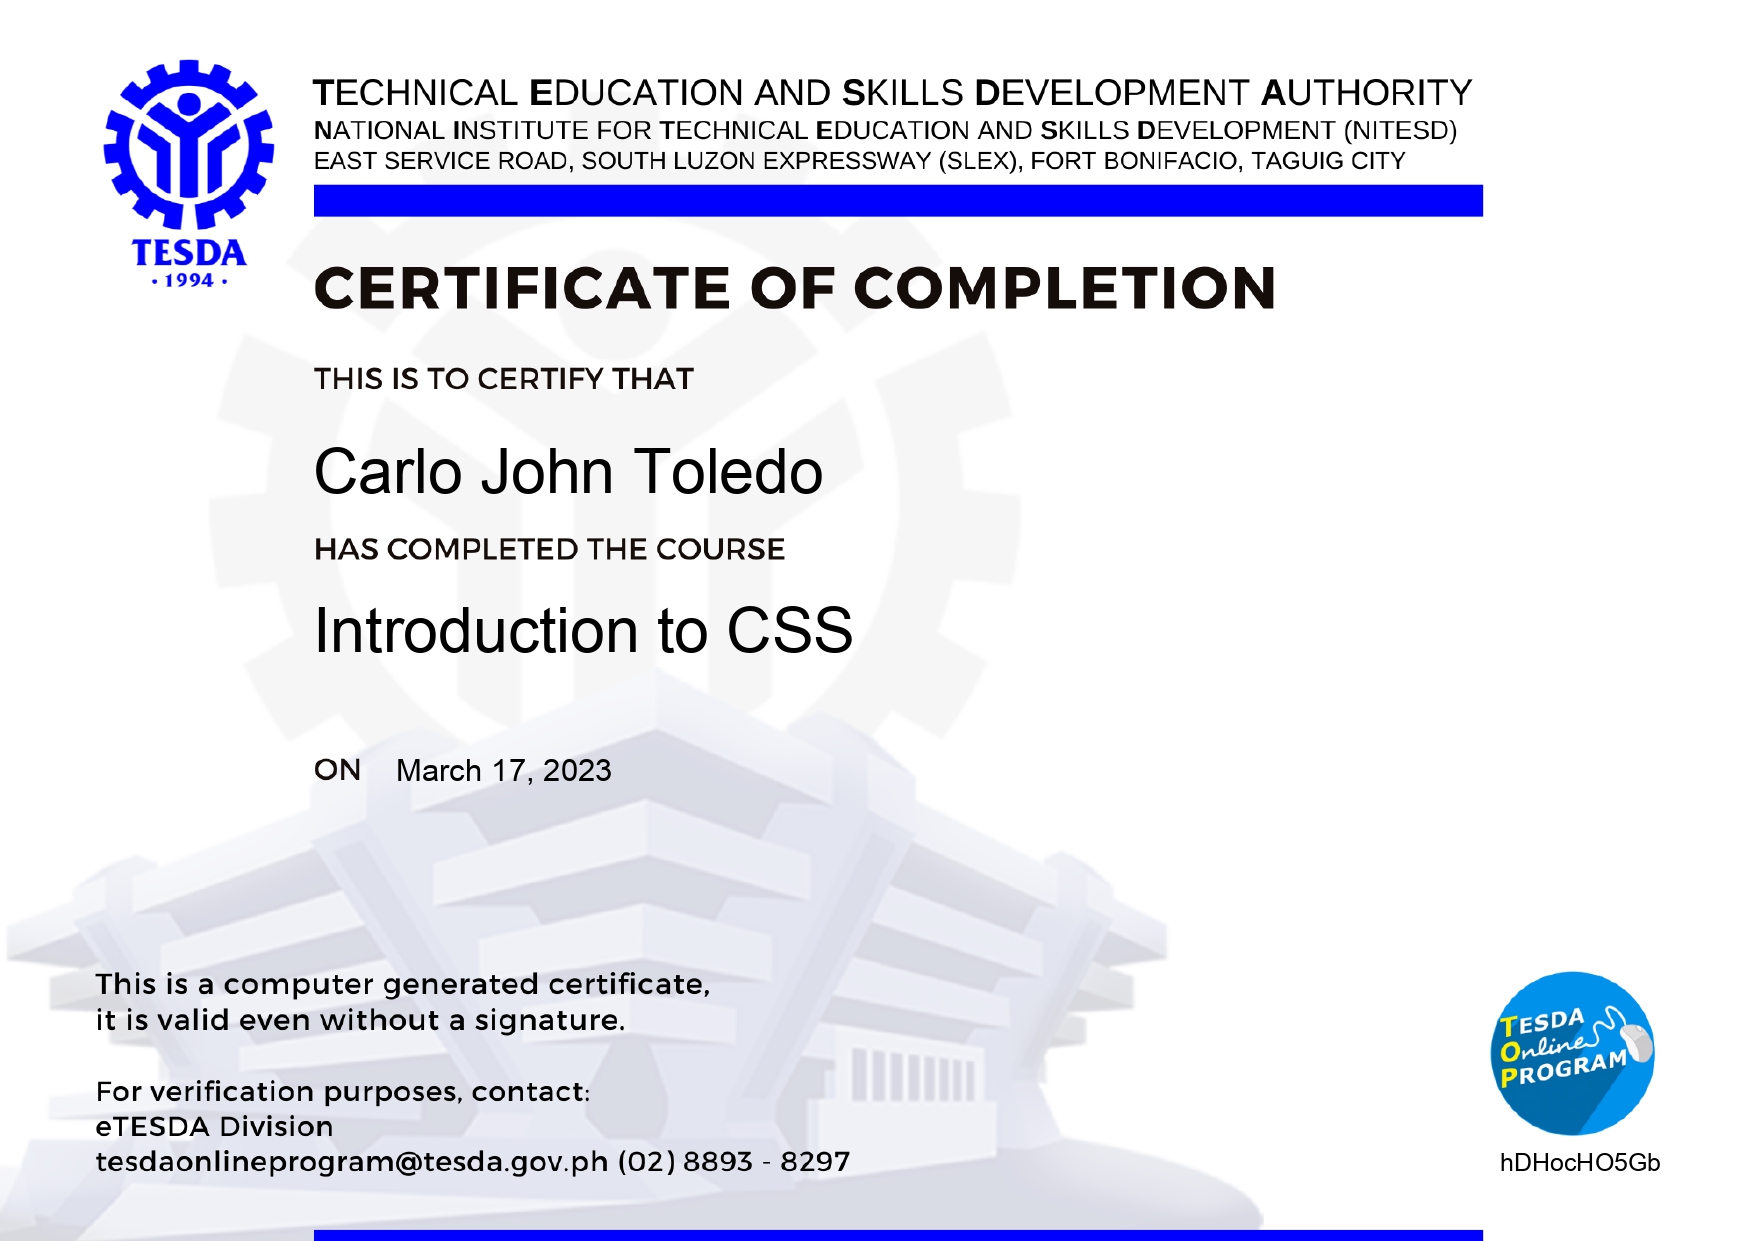 TECHNICAL EDUCATION AND SKILLS DEVELOPMENT AUTHORITY
NATIONAL INSTITUTE FOR TECHNICAL EDUCATION AND SKILLS DEVELOPMENT (NITESD)
EAST SERVICE ROAD, SOUTH LUZON EXPRESSWAY (SLEX), FORT BONIFACIO, TAGUIG CITY
TESDA
· 1994 ·
CERTIFICATE OF COMPLETION
THIS IS TO CERTIFY THAT
Carlo John Toledo
HAS COMPLETED THE COURSE
Introduction to CSS
ON March 17, 2023
This is a computer generated certificate,
it is valid even without a signature.
For verification purposes, contact:
eTESDA Division
tesdaonlineprogram@tesda.gov.ph (02) 8893 - 8297
TESDA
Online
PROGRAM
hDHocHO5Gb